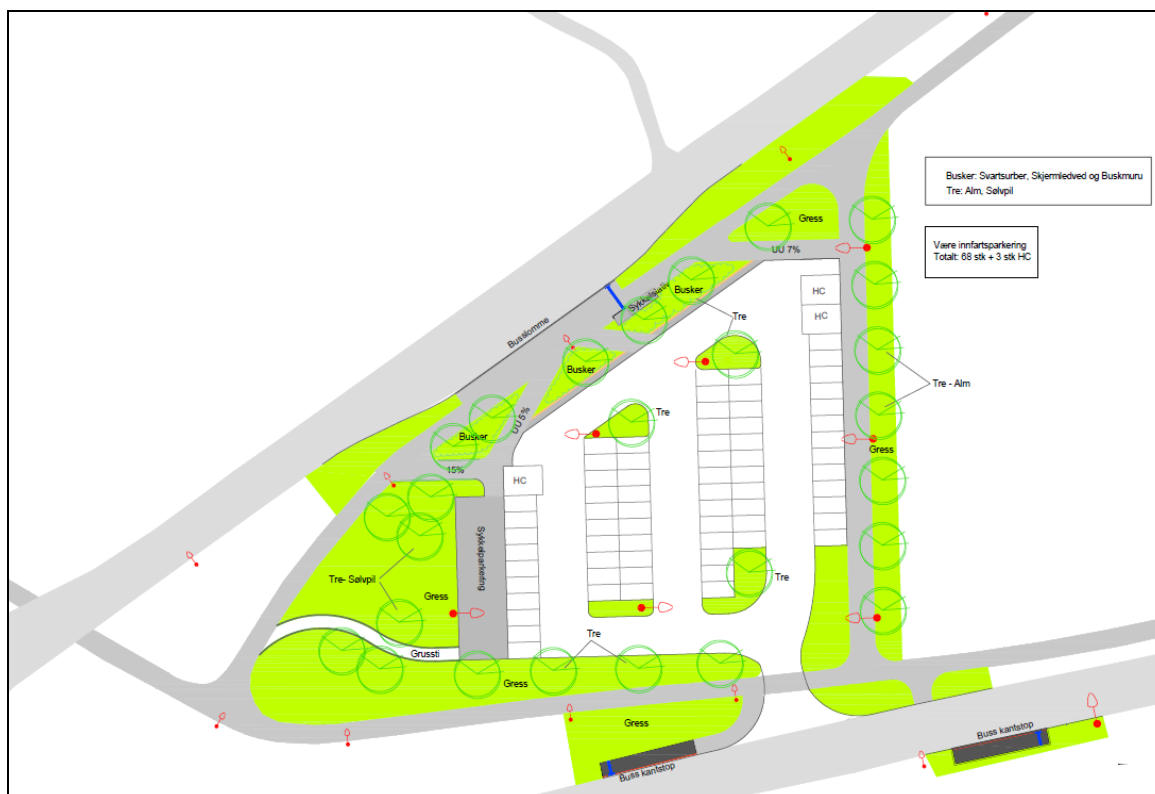 Busker: Svartsurber, Skjermledved og Buskmuru
Tre: Alm, Sølvpil
Være innfartsparkering
Totalt: 68 stk + 3 stk HC
Gress
UU 7%
Sykkelstativ
Busker
HC
HC
Tre
Busslomme
Busker
Tre - Alm
Tre
UU 5%
Busker
Gress
15%
HC
Sykkelparkering
Tre- Sølvpil
Tre
Gress
Grussti
Tre
Gress
Gress
Buss kantstop
Buss kantstop